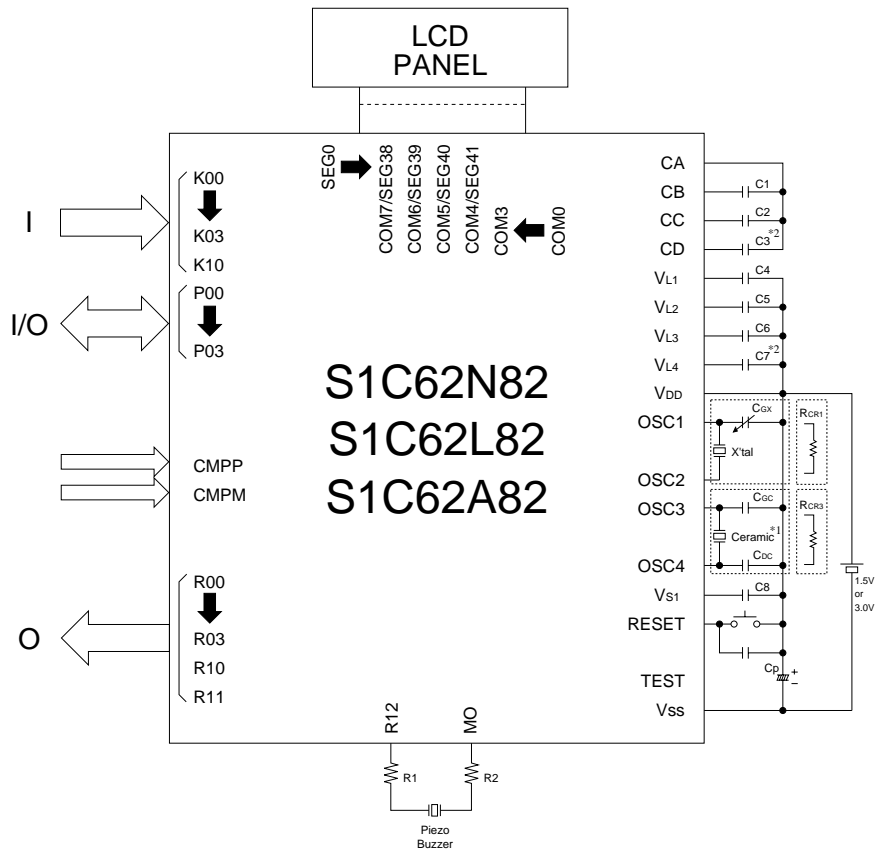 LCD
PANEL
SEG0
COM7/SEG38
COM6/SEG39
COM5/SEG40
COM4/SEG41
COM3
COM0
I
K00
K03
K10
I/O
P00
P03
CMPP
CMPM
O
R00
R03
R10
R11
S1C62N82
S1C62L82
S1C62A82
CA
CB
C1
CC
C2
CD
C3*2
VL1
C4
VL2
C5
VL3
C6
VL4
C7*2
VDD
OSC1
CGX
RCR1
X'tal
OSC2
OSC3
CGC
RCR3
Ceramic*1
OSC4
CDC
VS1
C8
1.5V
or
3.0V
RESET
TEST
Cp
+
–
Vss
R12
MO
R1
R2
Piezo
Buzzer